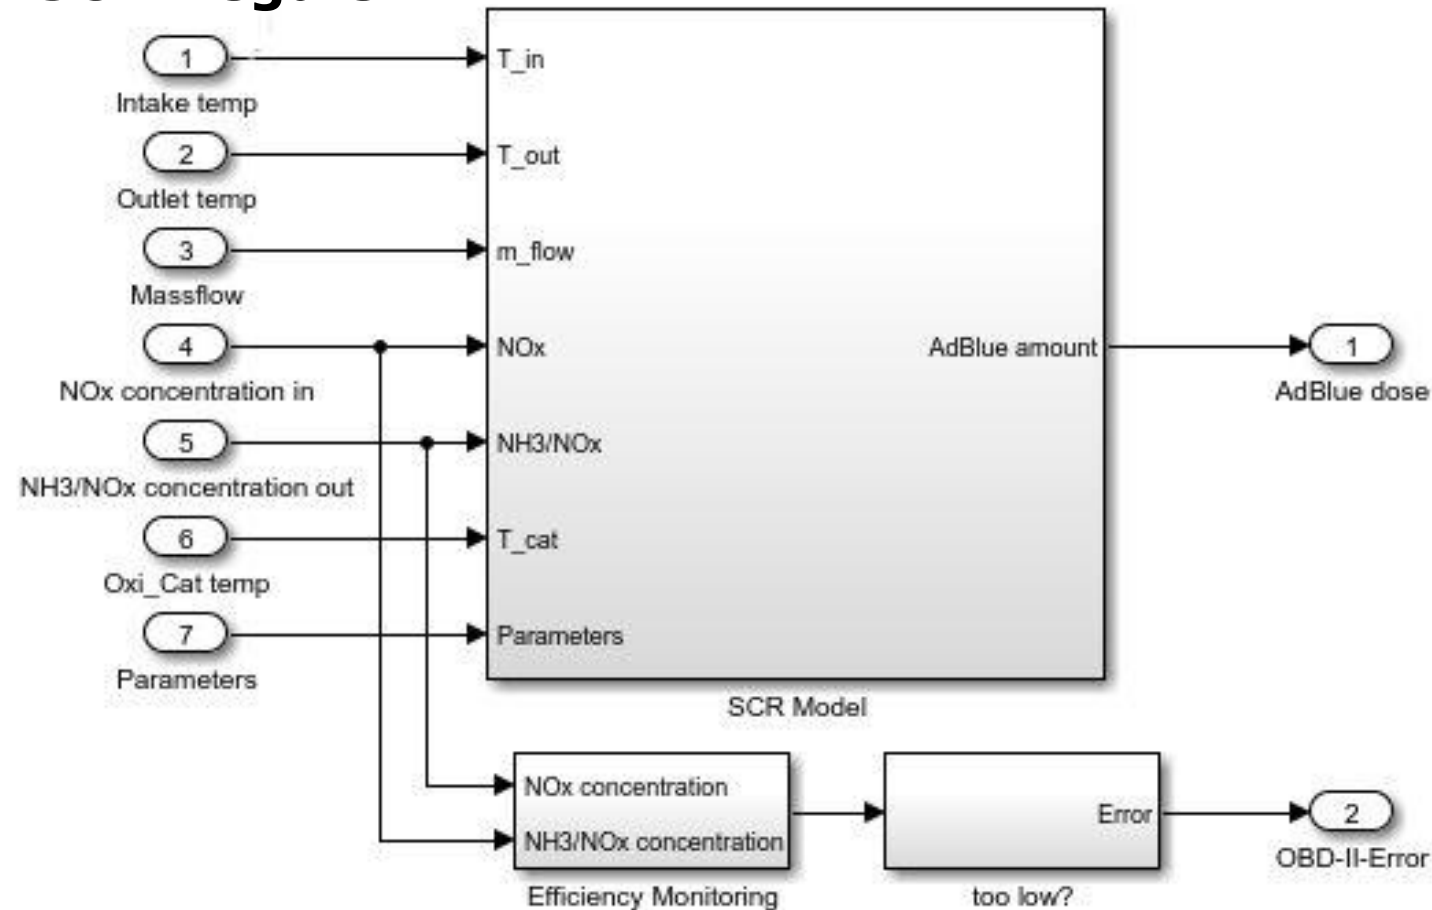 1
Intake temp
2
Outlet temp
3
Massflow
4
NOx concentration in
5
NH3/NOx concentration out
6
Oxi_Cat temp
7
Parameters
T_in
T_out
m_flow
NOx
NH3/NOx
T_cat
Parameters
AdBlue amount
SCR Model
1
AdBlue dose
NOx concentration
NH3/NOx concentration
Efficiency Monitoring
Error
too low?
2
OBD-II-Error